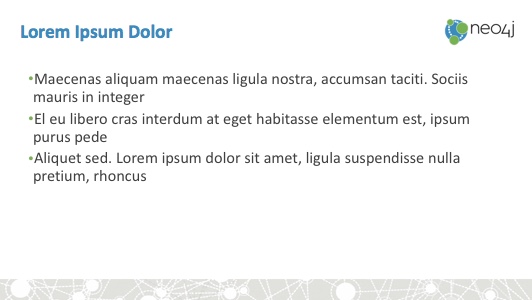 Lorem Ipsum Dolor
neo4j
•Maecenas aliquam maecenas ligula nostra, accumsan taciti. Sociis
mauris in integer
•El eu libero cras interdum at eget habitasse elementum est, ipsum
purus pede
•Aliquet sed. Lorem ipsum dolor sit amet, ligula suspendisse nulla
pretium, rhoncus